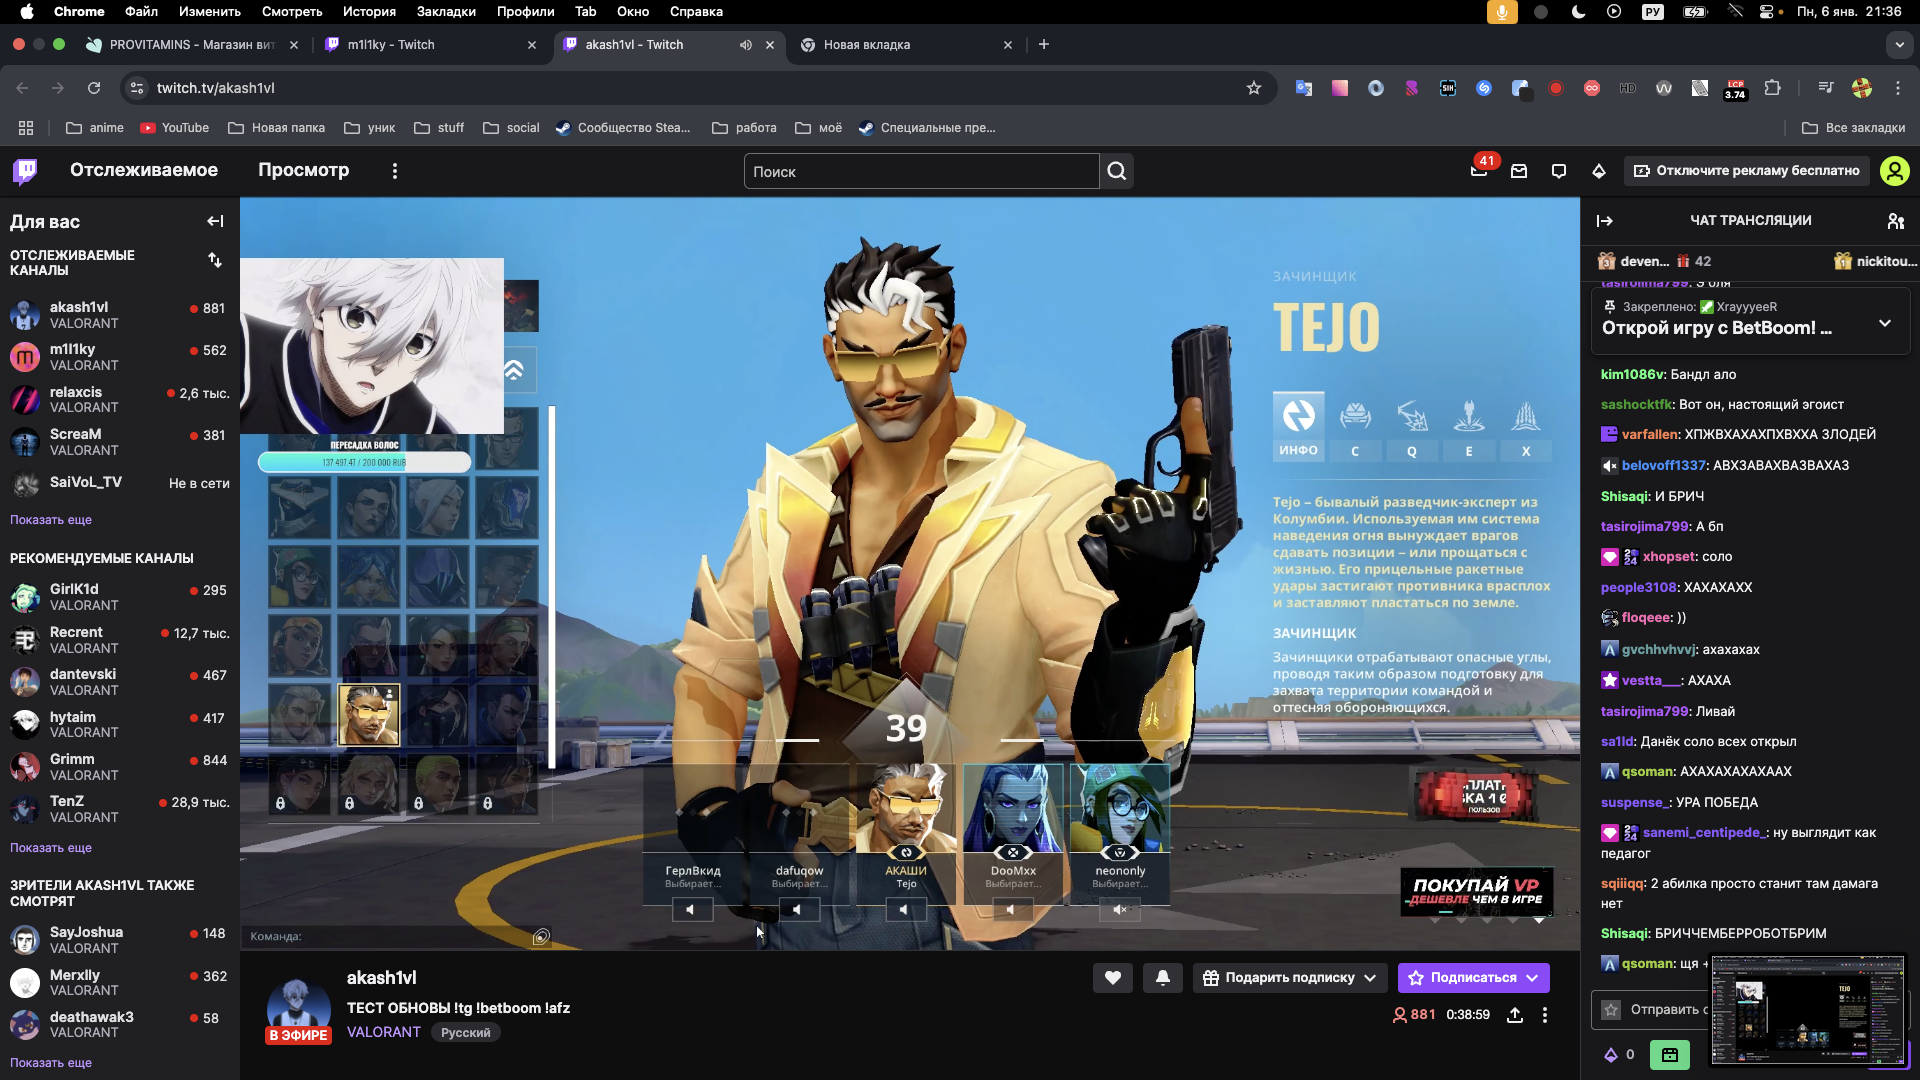 Chrome Файл Изменить Смотреть История Закладки Профили Tab Окно Справка РУ Пн, 6 янв. 21:36
PROVITAMINS - Магазин вит m1l1ky - Twitch akash1vl - Twitch Новая вкладка
twitch.tv/akash1vl
SIH HD LCP 3.74
anime YouTube Новая папка уник stuff social Сообщество Stea... работа моё Специальные пре... Все закладки
Отслеживаемое Просмотр Поиск 41 Отключите рекламу бесплатно
Для вас
ОТСЛЕЖИВАЕМЫЕ КАНАЛЫ
akash1vl 881
VALORANT
m1l1ky 562
VALORANT
relaxcis 2,6 тыс.
VALORANT
ScreaM 381
VALORANT
SaiVoL_TV Не в сети
Показать еще
РЕКОМЕНДУЕМЫЕ КАНАЛЫ
GirlK1d 295
VALORANT
Recrent 12,7 тыс.
VALORANT
dantevski 467
VALORANT
hytaim 417
VALORANT
Grimm 844
VALORANT
TenZ 28,9 тыс.
VALORANT
Показать еще
ЗРИТЕЛИ AKASH1VL ТАКЖЕ
СМОТРЯТ
SayJoshua 148
VALORANT
Merxlly 362
VALORANT
deathawak3 58
VALORANT
Показать еще
ПЕРЕСАДКА ВОЛОС
137 497.47 / 200 000 RUB
ЗАЧИНЩИК
TEJO
ИНФО C Q E X
Tejo – бывалый разведчик-эксперт из
Колумбии. Используемая им система
наведения огня вынуждает врагов
сдавать позиции – или прощаться с
жизнью. Его прицельные ракетные
удары застигают противника врасплох
и заставляют пластаться по земле.
ЗАЧИНЩИК
Зачинщики отрабатывают опасные углы,
проводя таким образом подготовку для
захвата территории командой и
оттесняя обороняющихся.
39
ГерлВкид dafuqow АКАШИ DooMxx neononly
Выбирает... Выбирает... Tejo Выбирает... Выбирает...
ПОКУПАЙ VP
ДЕШЕВЛЕ ЧЕМ В ИГРЕ
Команда:
akash1vl
ТЕСТ ОБНОВЫ !tg !betboom !afz
VALORANT Русский
В ЭФИРЕ
Подарить подписку Подписаться
881 0:38:59
ЧАТ ТРАНСЛЯЦИИ
deven... 42 nickitou...
Закреплено: XrayyyeeR
Открой игру с BetBoom! ...
kim1086v: Бандл ало
sashocktfk: Вот он, настоящий эгоист
varfallen: ХПЖВХАХАХПХВХХА ЗЛОДЕЙ
belovoff1337: АВХЗАВАХВАЗВАХАЗ
Shisaqi: И БРИЧ
tasirojima799: А бп
xhopset: соло
people3108: ХАХАХАХХ
floqeee: ))
gvchhvhvvj: ахахахах
vestta___: АХАХА
tasirojima799: Ливай
sa1ld: Данёк соло всех открыл
qsoman: АХАХАХАХАХААХ
suspense_: УРА ПОБЕДА
sanemi_centipede_: ну выглядит как
педагог
sqiiiqq: 2 абилка просто станит там дамага
нет
Shisaqi: БРИЧЧЕМБЕРРОБОТБРИМ
qsoman: щя +
Отправить с
0